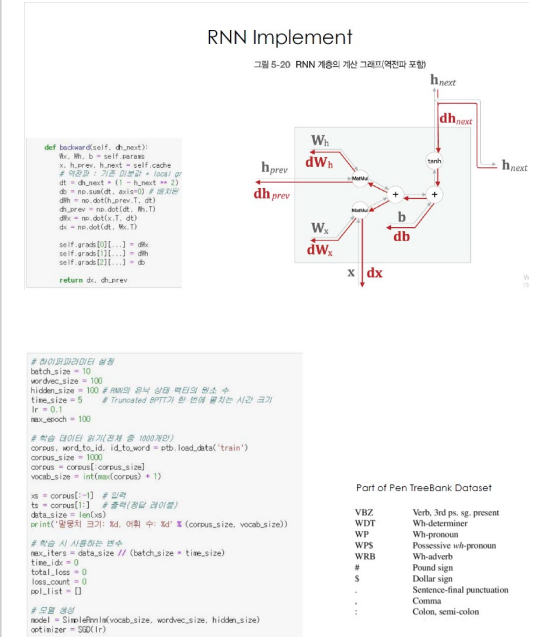 RNN Implement
그림 5-20 RNN 계층의 계산 그래프(역전파 포함)
h_next
dh_next
W_h
dW_h
tanh
h_next
h_prev
MatMul
dh_prev
+
+
MatMul
W_x
b
dW_x
db
x dx
def backward(self, dh_next):
Wx, Wh, b = self.params
x, h_prev, h_next = self.cache
# 역전파 : 기존 미분값 * local gr
dt = dh_next * (1 - h_next ** 2)
db = np.sum(dt, axis=0) # 배치된
dWh = np.dot(h_prev.T, dt)
dh_prev = np.dot(dt, Wh.T)
dWx = np.dot(x.T, dt)
dx = np.dot(dt, Wx.T)
self.grads[0][...] = dWx
self.grads[1][...] = dWh
self.grads[2][...] = db
return dx, dh_prev
# 하이퍼파라미터 설정
batch_size = 10
wordvec_size = 100
hidden_size = 100 # RNN의 은닉 상태 벡터의 원소 수
time_size = 5 # Truncated BPTT가 한 번에 펼치는 시간 크기
lr = 0.1
max_epoch = 100
# 학습 데이터 읽기(전체 중 1000개만)
corpus, word_to_id, id_to_word = ptb.load_data('train')
corpus_size = 1000
corpus = corpus[:corpus_size]
vocab_size = int(max(corpus) + 1)
xs = corpus[:-1] # 입력
ts = corpus[1:] # 출력(정답 레이블)
data_size = len(xs)
print('말뭉치 크기: %d, 어휘 수: %d' % (corpus_size, vocab_size))
# 학습 시 사용하는 변수
max_iters = data_size // (batch_size * time_size)
time_idx = 0
total_loss = 0
loss_count = 0
ppl_list = []
# 모델 생성
model = SimpleRnnlm(vocab_size, wordvec_size, hidden_size)
optimizer = SGD(lr)
Part of Pen TreeBank Dataset
VBZ Verb, 3rd ps. sg. present
WDT Wh-determiner
WP Wh-pronoun
WP$ Possessive wh-pronoun
WRB Wh-adverb
# Pound sign
$ Dollar sign
. Sentence-final punctuation
, Comma
: Colon, semi-colon